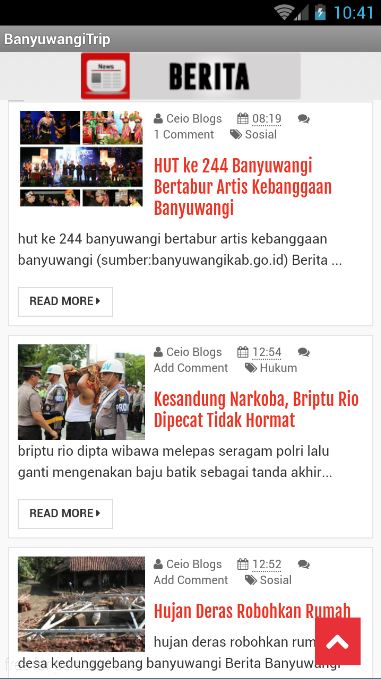 10:41
BanyuwangiTrip
News
BERITA
Ceio Blogs 08:19
1 Comment Sosial
HUT ke 244 Banyuwangi
Bertabur Artis Kebanggaan
Banyuwangi
hut ke 244 banyuwangi bertabur artis kebanggaan
banyuwangi (sumber:banyuwangikab.go.id) Berita ...
READ MORE
Ceio Blogs 12:54
Add Comment Hukum
Kesandung Narkoba, Briptu Rio
Dipecat Tidak Hormat
briptu rio dipta wibawa melepas seragam polri lalu
ganti mengenakan baju batik sebagai tanda akhir...
READ MORE
Ceio Blogs 12:52
Add Comment Sosial
Hujan Deras Robohkan Rumah
hujan deras robohkan
desa kedunggebang banyuwangi Berita Banyuwangi